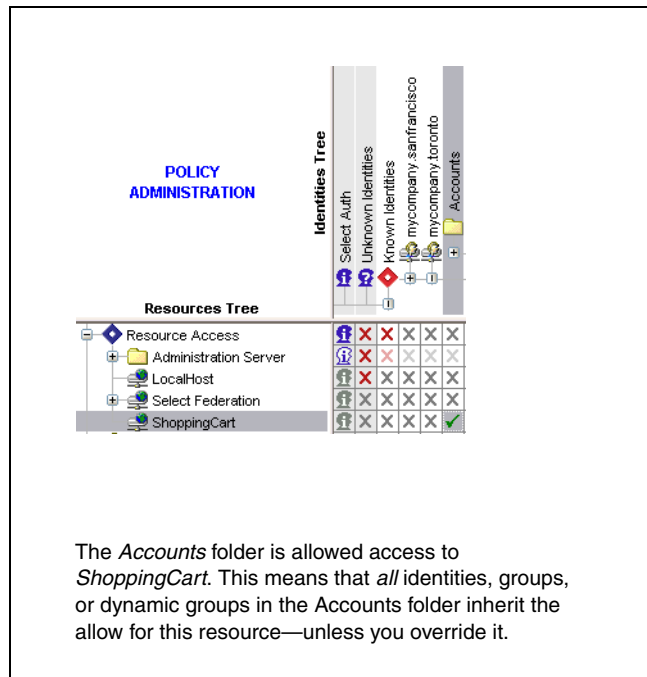 POLICY
ADMINISTRATION
Identities Tree
Select Auth
Unknown Identities
Known Identities
mycompany.sanfrancisco
mycompany.toronto
Accounts
Resources Tree
Resource Access
Administration Server
LocalHost
Select Federation
ShoppingCart
The Accounts folder is allowed access to
ShoppingCart. This means that all identities, groups,
or dynamic groups in the Accounts folder inherit the
allow for this resource—unless you override it.